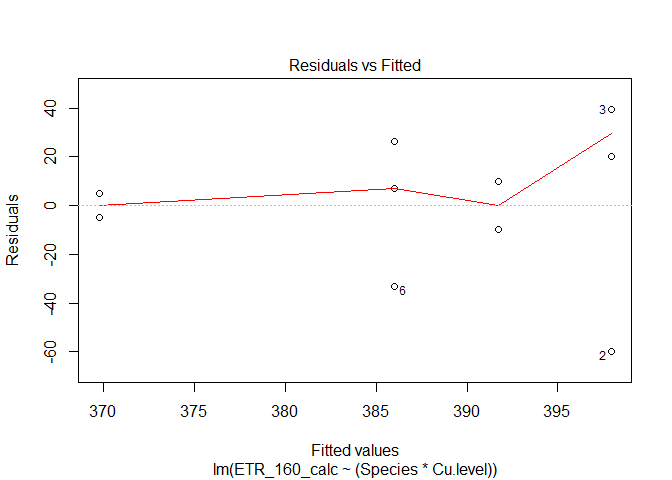 Residuals vs Fitted
40
20
0
-20
-40
-60
Residuals
3
6
2
370 375 380 385 390 395
Fitted values
lm(ETR_160_calc ~ (Species * Cu.level))